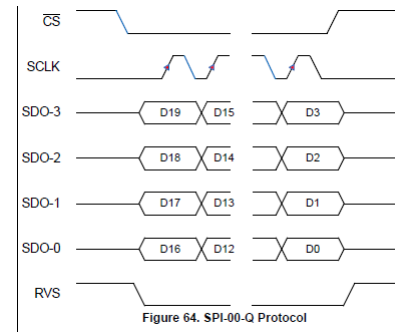 CS
SCLK
SDO-3 D19 D15 D3
SDO-2 D18 D14 D2
SDO-1 D17 D13 D1
SDO-0 D16 D12 D0
RVS
Figure 64. SPI-00-Q Protocol